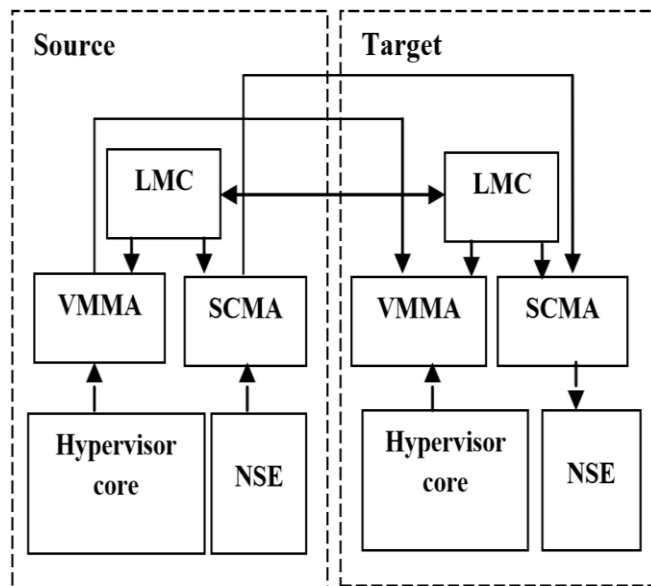 Source
LMC
VMMA
SCMA
Hypervisor
core
NSE
Target
LMC
VMMA
SCMA
Hypervisor
core
NSE